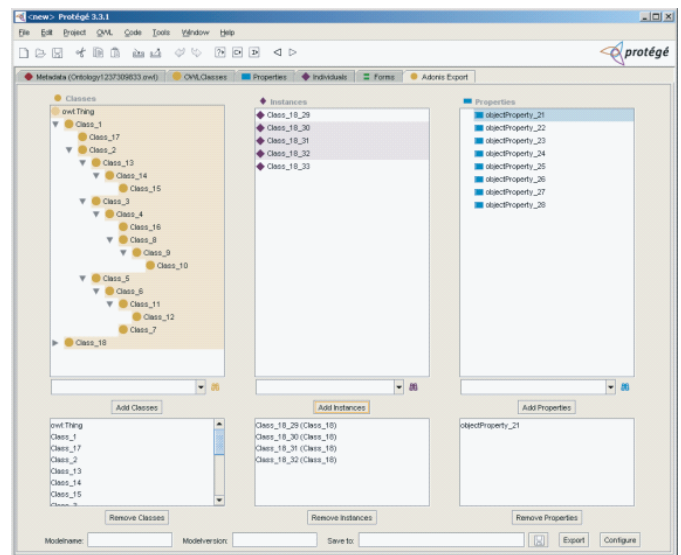 <new> Protégé 3.3.1
File Edit Project OWL Code Tools Window Help
protégé
Metadata (Ontology1237309833.owl) OWLClasses Properties Individuals Forms Adonis Export
Classes
owl:Thing
Class_1
Class_17
Class_2
Class_13
Class_14
Class_15
Class_3
Class_4
Class_16
Class_8
Class_9
Class_10
Class_5
Class_6
Class_11
Class_12
Class_7
Class_18
Instances
Class_18_29
Class_18_30
Class_18_31
Class_18_32
Class_18_33
Properties
objectProperty_21
objectProperty_22
objectProperty_23
objectProperty_24
objectProperty_25
objectProperty_26
objectProperty_27
objectProperty_28
Add Classes
Add Instances
Add Properties
owl:Thing
Class_1
Class_17
Class_2
Class_13
Class_14
Class_15
Class_18_29 (Class_18)
Class_18_30 (Class_18)
Class_18_31 (Class_18)
Class_18_32 (Class_18)
objectProperty_21
Remove Classes
Remove Instances
Remove Properties
Modelname: Modelversion: Save to: Export Configure